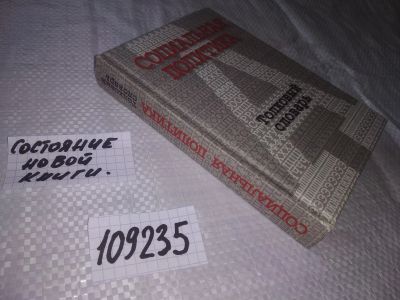 СОЦИАЛЬНАЯ
ПОЛИТИКА
Толковый
словарь
СОЦИАЛЬНАЯ ПОЛИТИКА
СОСТОЯНИЕ
НОВОЙ
КНИГИ.
109235